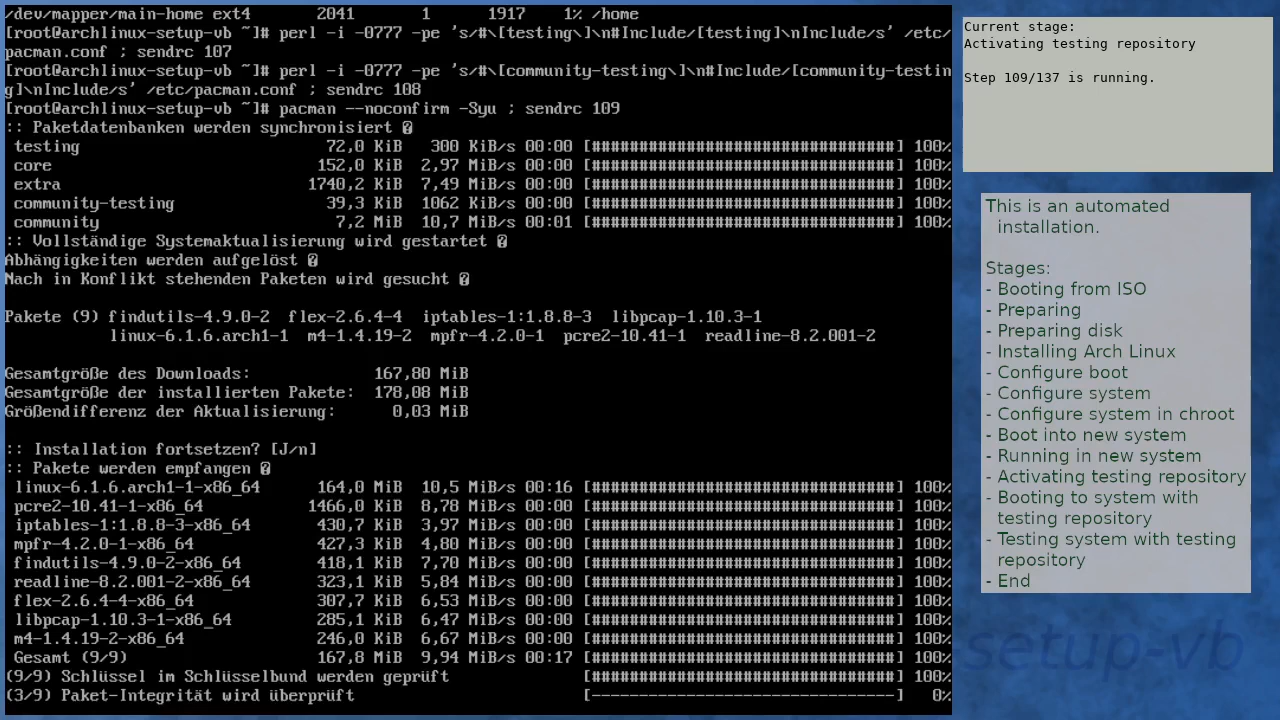 /dev/mapper/main-home ext4       2041       1      1917    1% /home
[root@archlinux-setup-vb ~]# perl -i -0777 -pe 's/#\[testing\]\n#Include/[testing]\nInclude/s' /etc/
pacman.conf ; sendrc 107
[root@archlinux-setup-vb ~]# perl -i -0777 -pe 's/#\[community-testing\]\n#Include/[community-testin
g]\nInclude/s' /etc/pacman.conf ; sendrc 108
[root@archlinux-setup-vb ~]# pacman --noconfirm -Syu ; sendrc 109
:: Paketdatenbanken werden synchronisiert �
testing 72,0 KiB 300 KiB/s 00:00 [################################] 100%
core 152,0 KiB 2,97 MiB/s 00:00 [################################] 100%
extra 1740,2 KiB 7,49 MiB/s 00:00 [################################] 100%
community-testing 39,3 KiB 1062 KiB/s 00:00 [################################] 100%
community 7,2 MiB 10,7 MiB/s 00:01 [################################] 100%
:: Vollständige Systemaktualisierung wird gestartet �
Abhängigkeiten werden aufgelöst �
Nach in Konflikt stehenden Paketen wird gesucht �
Pakete (9) findutils-4.9.0-2  flex-2.6.4-4  iptables-1:1.8.8-3  libpcap-1.10.3-1
linux-6.1.6.arch1-1  m4-1.4.19-2  mpfr-4.2.0-1  pcre2-10.41-1  readline-8.2.001-2
Gesamtgröße des Downloads: 167,80 MiB
Gesamtgröße der installierten Pakete: 178,08 MiB
Größendifferenz der Aktualisierung: 0,03 MiB
:: Installation fortsetzen? [J/n]
:: Pakete werden empfangen �
linux-6.1.6.arch1-1-x86_64 164,0 MiB 10,5 MiB/s 00:16 [################################] 100%
pcre2-10.41-1-x86_64 1466,0 KiB 8,78 MiB/s 00:00 [################################] 100%
iptables-1:1.8.8-3-x86_64 430,7 KiB 3,97 MiB/s 00:00 [################################] 100%
mpfr-4.2.0-1-x86_64 427,3 KiB 4,80 MiB/s 00:00 [################################] 100%
findutils-4.9.0-2-x86_64 418,1 KiB 7,70 MiB/s 00:00 [################################] 100%
readline-8.2.001-2-x86_64 323,1 KiB 5,84 MiB/s 00:00 [################################] 100%
flex-2.6.4-4-x86_64 307,7 KiB 6,53 MiB/s 00:00 [################################] 100%
libpcap-1.10.3-1-x86_64 285,1 KiB 6,47 MiB/s 00:00 [################################] 100%
m4-1.4.19-2-x86_64 246,0 KiB 6,67 MiB/s 00:00 [################################] 100%
Gesamt (9/9) 167,8 MiB 9,94 MiB/s 00:17 [################################] 100%
(9/9) Schlüssel im Schlüsselbund werden geprüft [################################] 100%
(3/9) Paket-Integrität wird überprüft [--------------------------------] 0%
Current stage:
Activating testing repository
Step 109/137 is running.
This is an automated
installation.
Stages:
- Booting from ISO
- Preparing
- Preparing disk
- Installing Arch Linux
- Configure boot
- Configure system
- Configure system in chroot
- Boot into new system
- Running in new system
- Activating testing repository
- Booting to system with
testing repository
- Testing system with testing
repository
- End
setup-vb